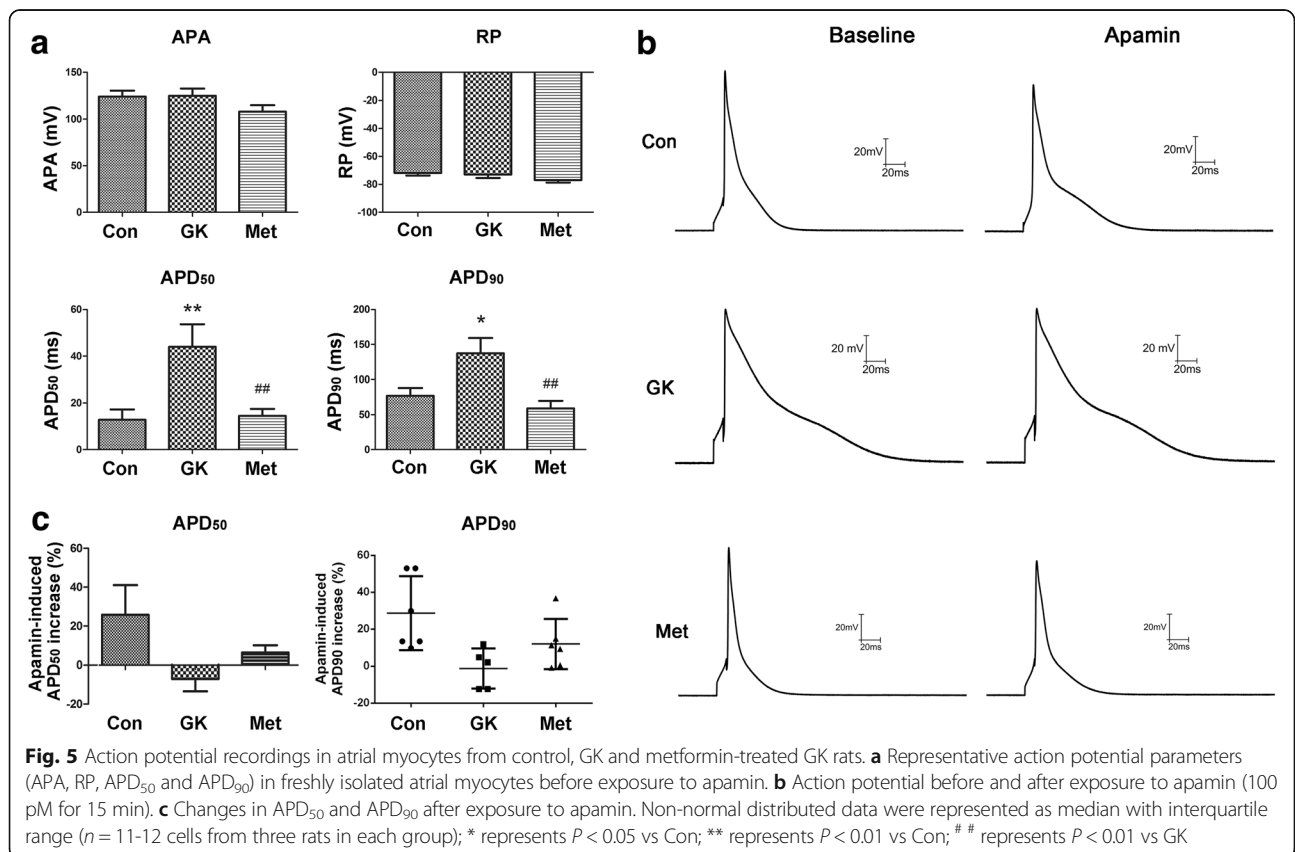 a
APA
APA (mV)
150
100
50
0
Con GK Met
RP
RP (mV)
0
-20
-40
-60
-80
-100
Con GK Met
APD50
APD50 (ms)
60
40
20
0
**
##
Con GK Met
APD90
APD90 (ms)
200
150
100
50
0
*
##
Con GK Met
b
Baseline Apamin
Con
20mV
20ms
20mV
20ms
GK
20 mV
20ms
20 mV
20ms
Met
20mV
20ms
20mV
20ms
c
APD50
Apamin-induced
APD50 increase (%)
60
40
20
0
-20
Con GK Met
APD90
Apamin-induced
APD90 increase (%)
60
40
20
0
-20
Con GK Met
Fig. 5 Action potential recordings in atrial myocytes from control, GK and metformin-treated GK rats. a Representative action potential parameters
(APA, RP, APD50 and APD90) in freshly isolated atrial myocytes before exposure to apamin. b Action potential before and after exposure to apamin (100
pM for 15 min). c Changes in APD50 and APD90 after exposure to apamin. Non-normal distributed data were represented as median with interquartile
range (n = 11-12 cells from three rats in each group); * represents P < 0.05 vs Con; ** represents P < 0.01 vs Con; # # represents P < 0.01 vs GK